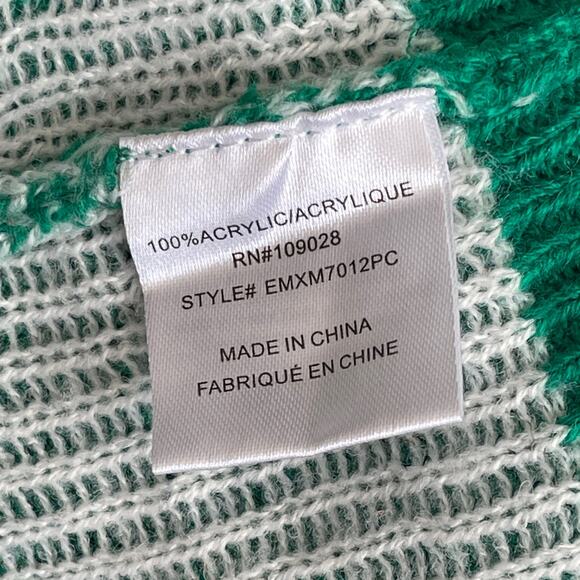 100%ACRYLIC/ACRYLIQUE
RN#109028
STYLE# EMXM7012PC
MADE IN CHINA
FABRIQUÉ EN CHINE